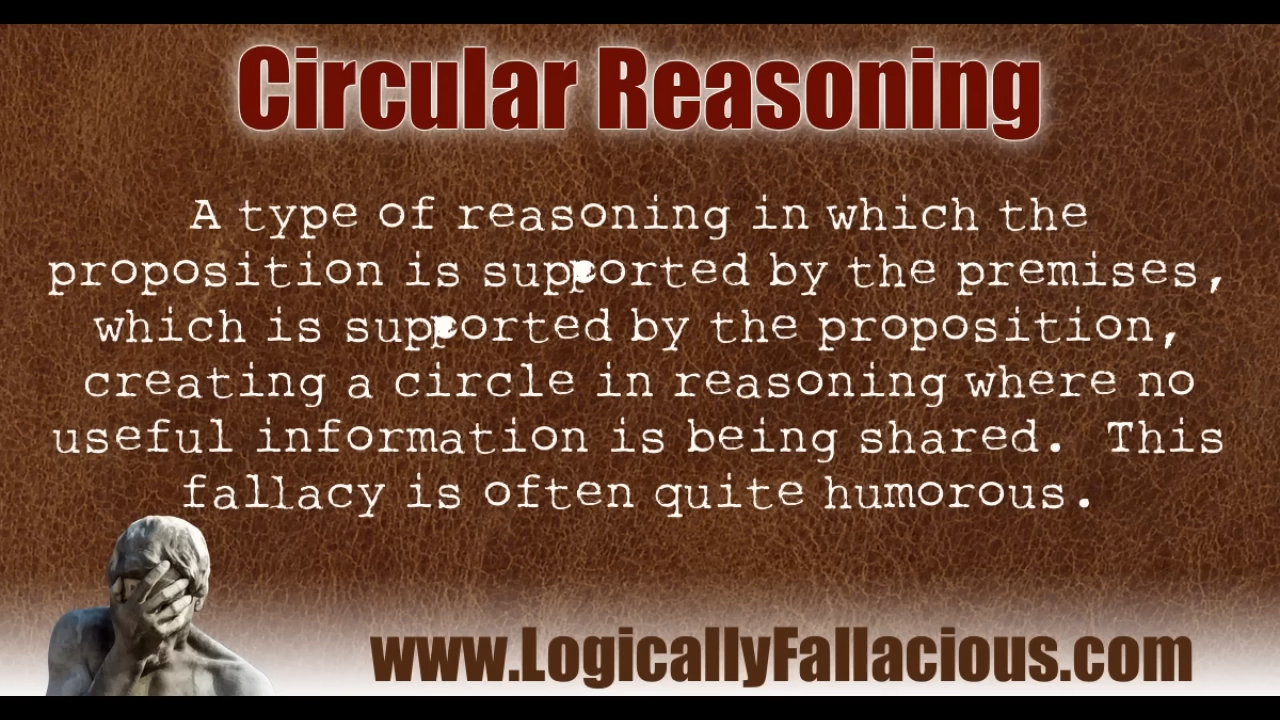 Circular Reasoning
A type of reasoning in which the
proposition is supported by the premises,
which is supported by the proposition,
creating a circle in reasoning where no
useful information is being shared.  This
fallacy is often quite humorous.
www.LogicallyFallacious.com